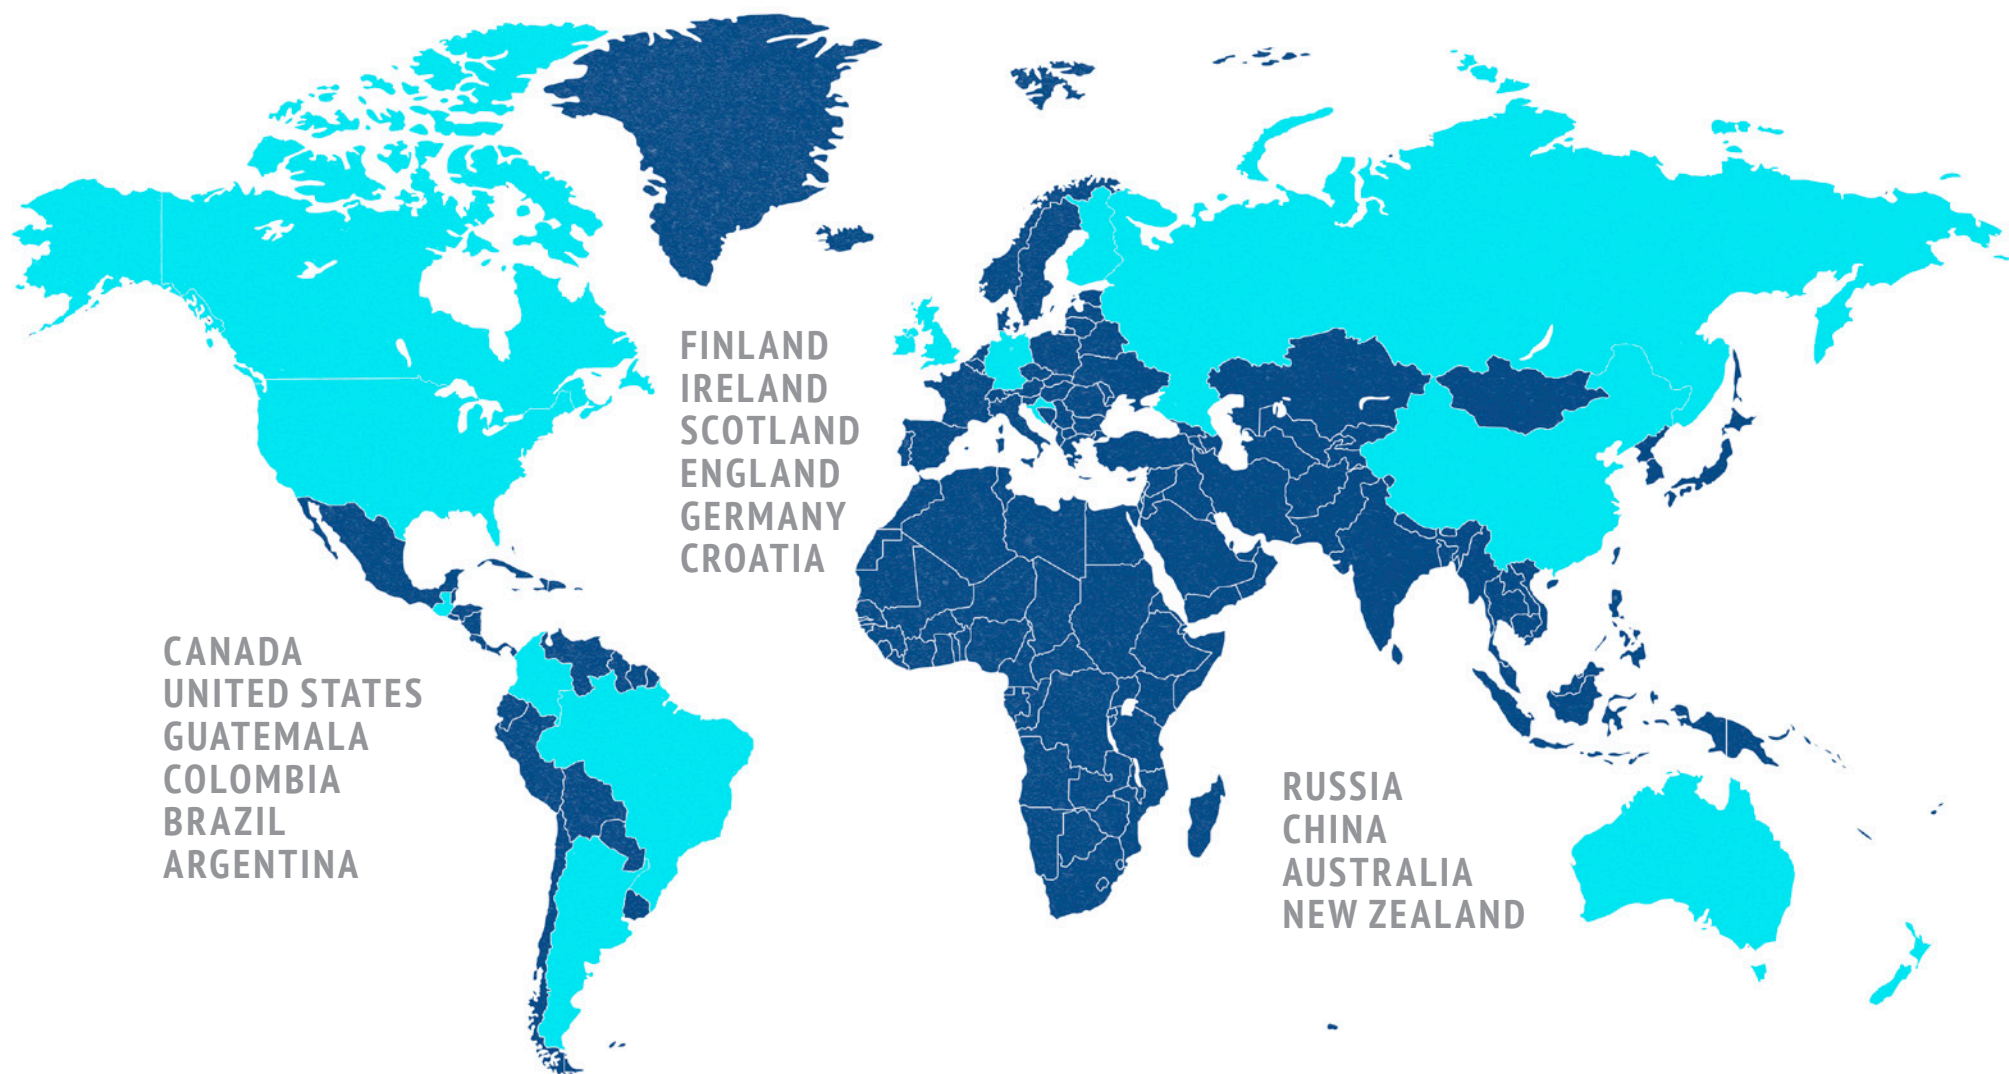 FINLAND
IRELAND
SCOTLAND
ENGLAND
GERMANY
CROATIA
CANADA
UNITED STATES
GUATEMALA
COLOMBIA
BRAZIL
ARGENTINA
RUSSIA
CHINA
AUSTRALIA
NEW ZEALAND